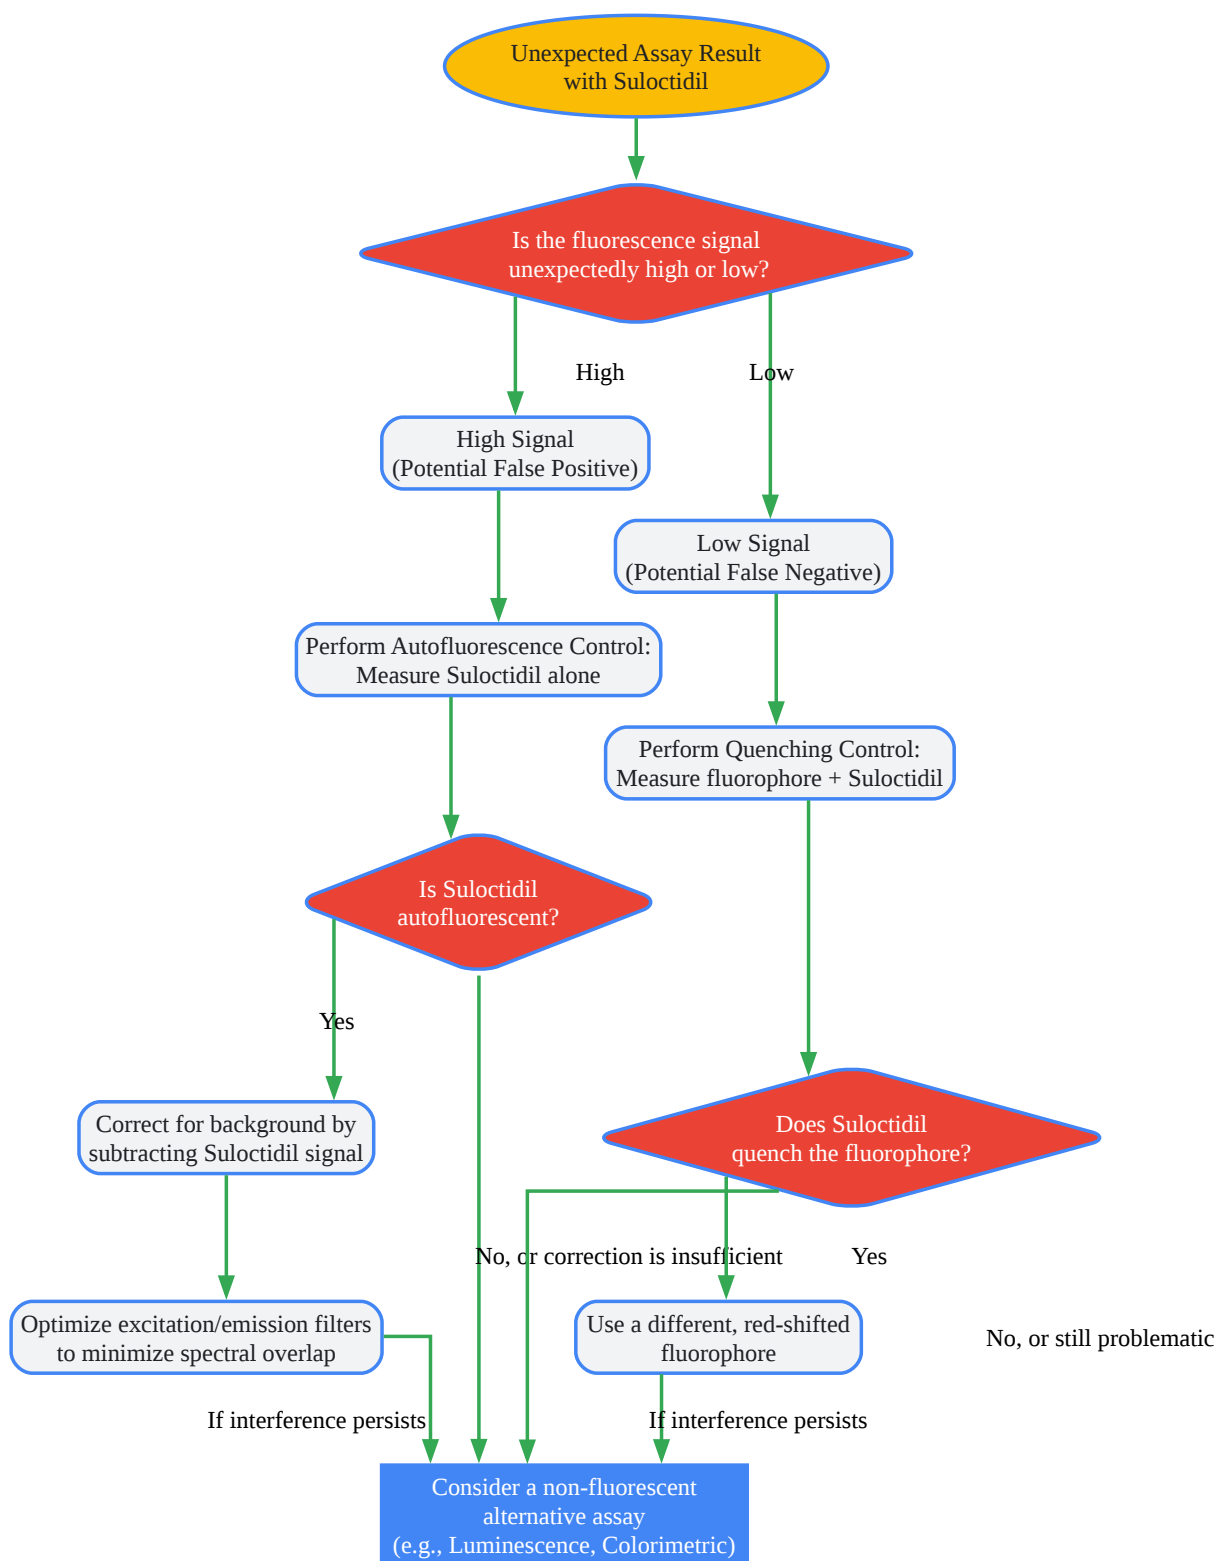 Unexpected Assay Result
with Suloctidil
Is the fluorescence signal
unexpectedly high or low?
High
Low
High Signal
(Potential False Positive)
Low Signal
(Potential False Negative)
Perform Autofluorescence Control:
Measure Suloctidil alone
Perform Quenching Control:
Measure fluorophore + Suloctidil
Is Suloctidil
autofluorescent?
Yes
Correct for background by
subtracting Suloctidil signal
Does Suloctidil
quench the fluorophore?
No, or correction is insufficient
Yes
Optimize excitation/emission filters
to minimize spectral overlap
Use a different, red-shifted
fluorophore
No, or still problematic
If interference persists
If interference persists
Consider a non-fluorescent
alternative assay
(e.g., Luminescence, Colorimetric)